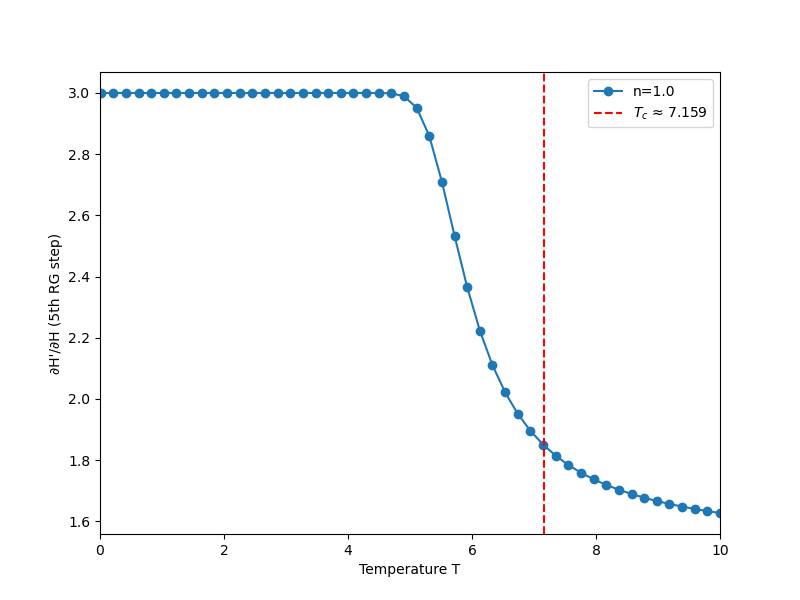 n=1.0
T_c ≈ 7.159
3.0
2.8
2.6
2.4
2.2
2.0
1.8
1.6
∂H'/∂H (5th RG step)
0 2 4 6 8 10
Temperature T